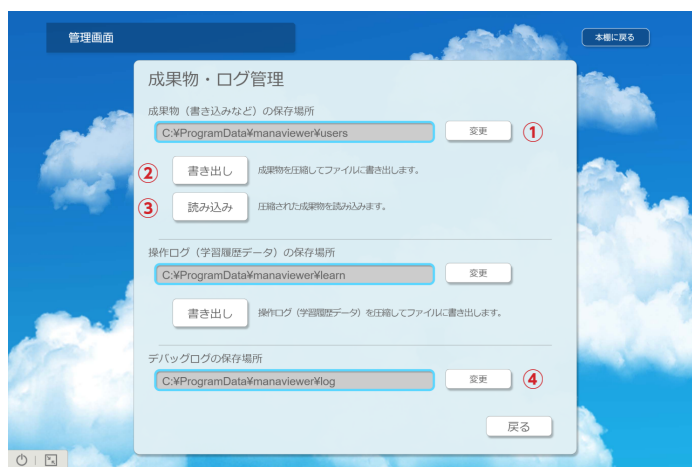 管理画面
本棚に戻る
成果物・ログ管理
成果物（書き込みなど）の保存場所
C:¥ProgramData¥manaviewer¥users
変更
①
②
書き出し
成果物を圧縮してファイルに書き出します。
③
読み込み
圧縮された成果物を読み込みます。
操作ログ（学習履歴データ）の保存場所
C:¥ProgramData¥manaviewer¥learn
変更
書き出し
操作ログ（学習履歴データ）を圧縮してファイルに書き出します。
デバッグログの保存場所
C:¥ProgramData¥manaviewer¥log
変更
④
戻る